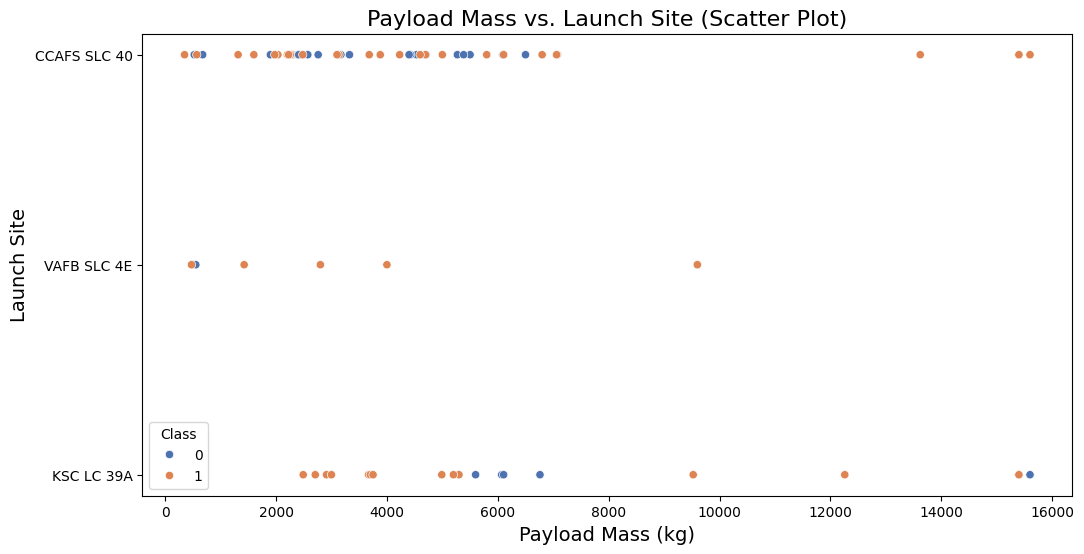 Payload Mass vs. Launch Site (Scatter Plot)
Launch Site
CCAFS SLC 40
VAFB SLC 4E
KSC LC 39A
Class
0
1
0 2000 4000 6000 8000 10000 12000 14000 16000
Payload Mass (kg)